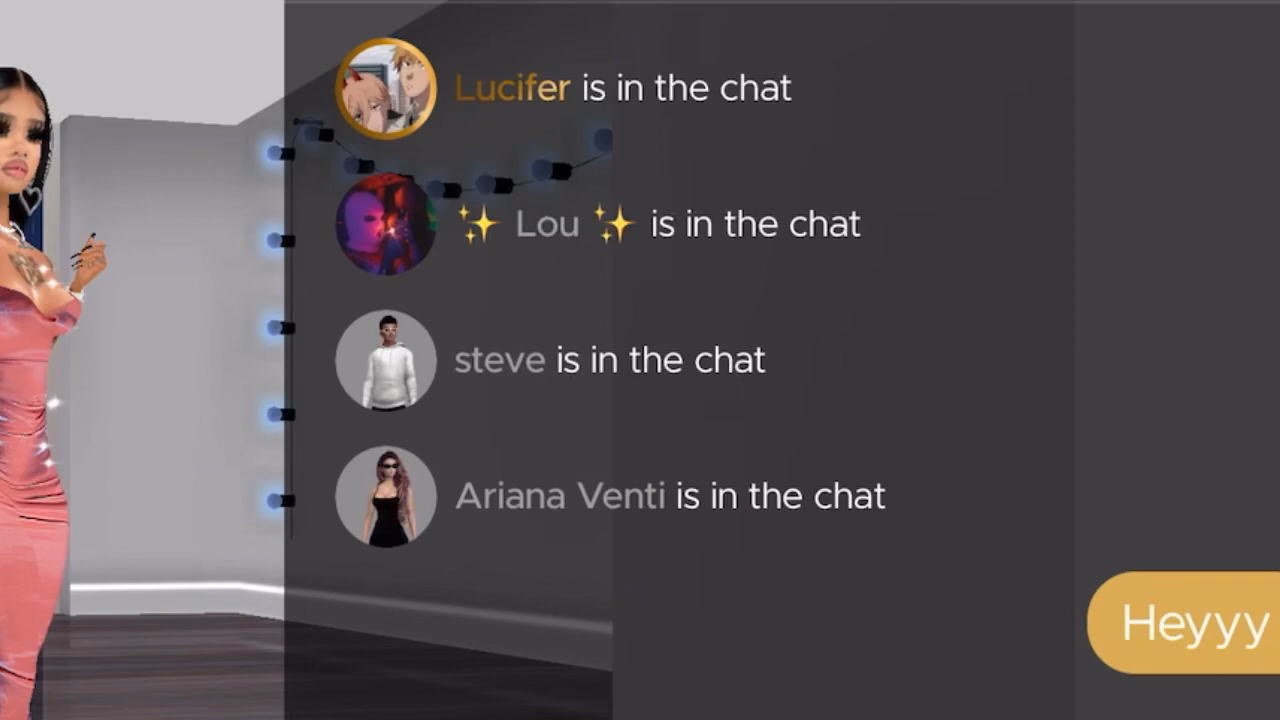 Lucifer is in the chat
✨ Lou ✨ is in the chat
steve is in the chat
Ariana Venti is in the chat
Heyyy